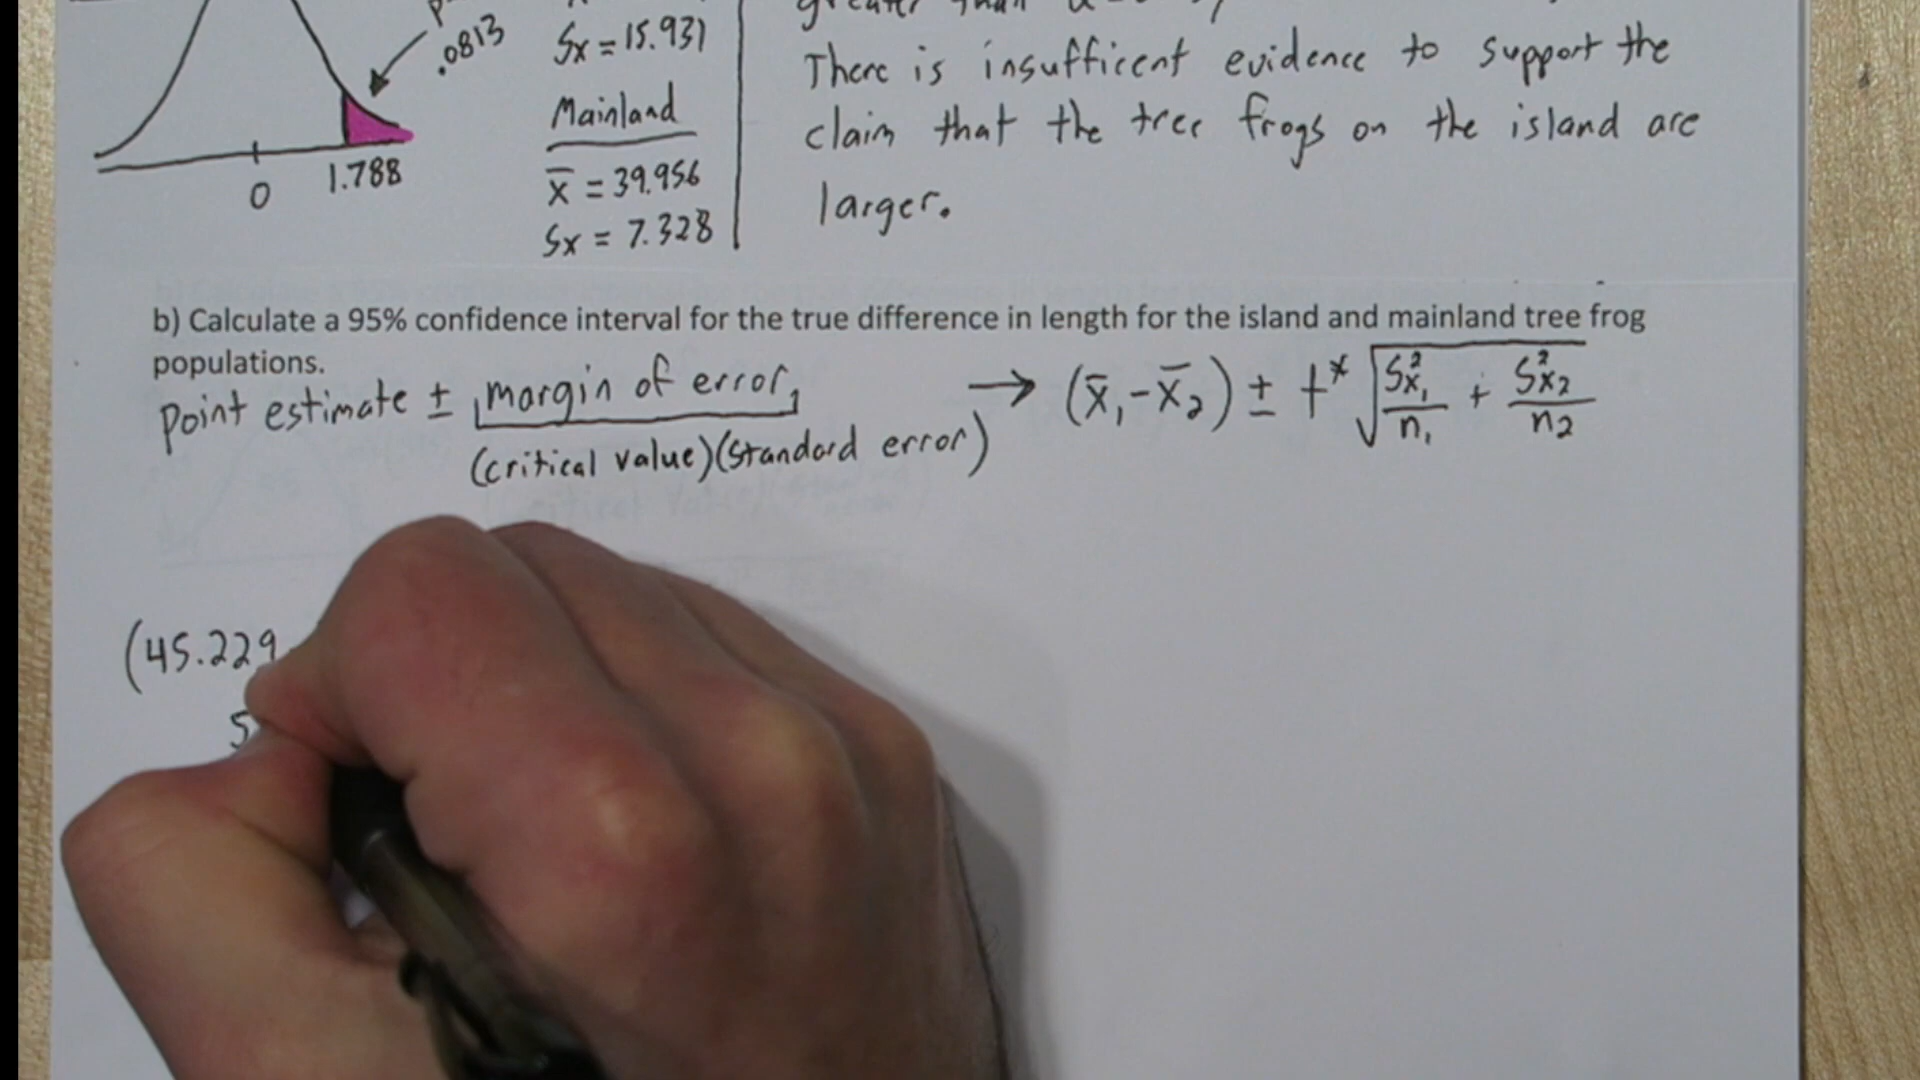 .0813
Sx = 15.931
There is insufficent evidence to support the
claim that the tree frogs on the island are
larger.
0
1.788
Mainland
x̄ = 39.956
Sx = 7.328
b) Calculate a 95% confidence interval for the true difference in length for the island and mainland tree frog
populations.
Point estimate ± margin of error
(critical value)(standard error)
→ (x̄₁-x̄₂) ± t* √(S²x₁/n₁ + S²x₂/n₂)
(45.229
5